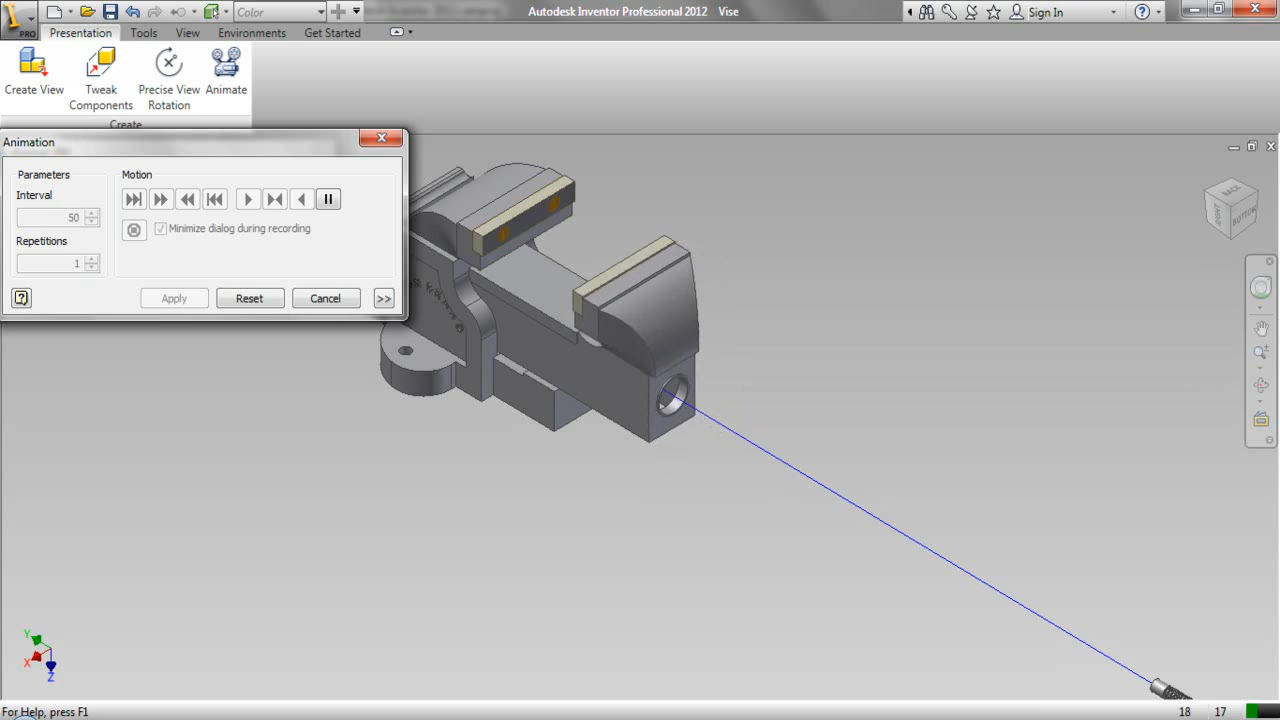 Color
Autodesk Inventor Professional 2012 Vise
Sign In
PRO
Presentation Tools View Environments Get Started
Create View
Tweak Components
Precise View Rotation
Animate
Create
Animation
Parameters
Motion
Interval
50
Repetitions
1
Minimize dialog during recording
Apply Reset Cancel >>
BACK
BOTTOM
Y
X
Z
For Help, press F1
18 17